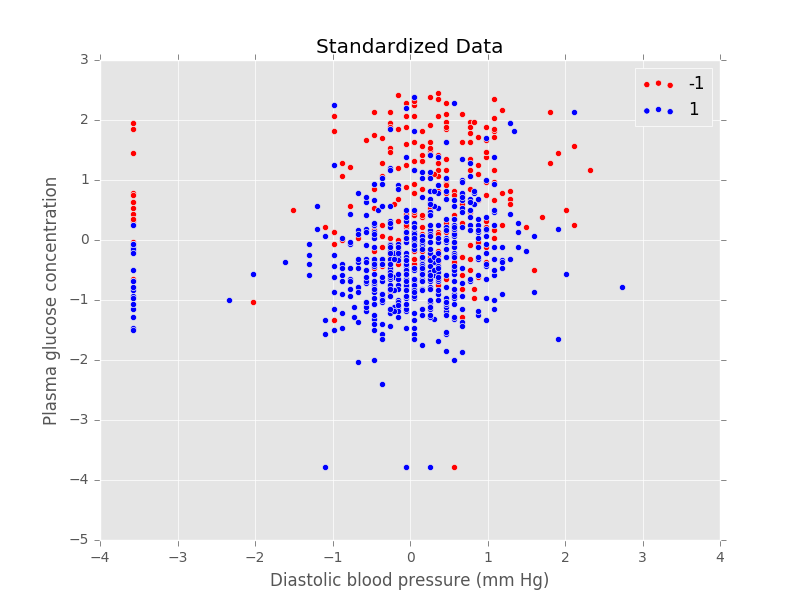 Standardized Data
-1
1
3
2
1
0
−1
−2
−3
−4
−5
Plasma glucose concentration
−4 −3 −2 −1 0 1 2 3 4
Diastolic blood pressure (mm Hg)